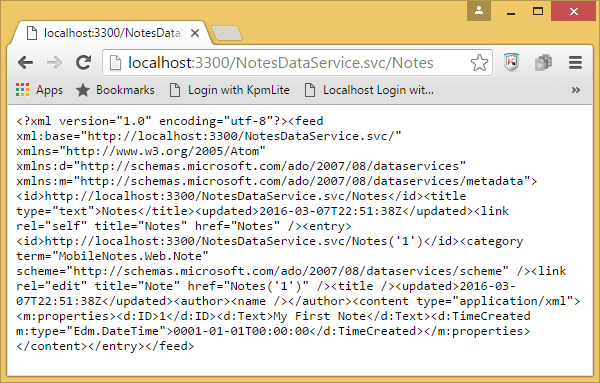 localhost:3300/NotesData
localhost:3300/NotesDataService.svc/Notes
Apps Bookmarks Login with KpmLite Localhost Login wit... »
<?xml version="1.0" encoding="utf-8"?><feed
xml:base="http://localhost:3300/NotesDataService.svc/"
xmlns="http://www.w3.org/2005/Atom"
xmlns:d="http://schemas.microsoft.com/ado/2007/08/dataservices"
xmlns:m="http://schemas.microsoft.com/ado/2007/08/dataservices/metadata">
<id>http://localhost:3300/NotesDataService.svc/Notes</id><title
type="text">Notes</title><updated>2016-03-07T22:51:38Z</updated><link
rel="self" title="Notes" href="Notes" /><entry>
<id>http://localhost:3300/NotesDataService.svc/Notes('1')</id><category
term="MobileNotes.Web.Note"
scheme="http://schemas.microsoft.com/ado/2007/08/dataservices/scheme" /><link
rel="edit" title="Note" href="Notes('1')" /><title /><updated>2016-03-
07T22:51:38Z</updated><author><name /></author><content type="application/xml">
<m:properties><d:ID>1</d:ID><d:Text>My First Note</d:Text><d:TimeCreated
m:type="Edm.DateTime">0001-01-01T00:00:00</d:TimeCreated></m:properties>
</content></entry></feed>